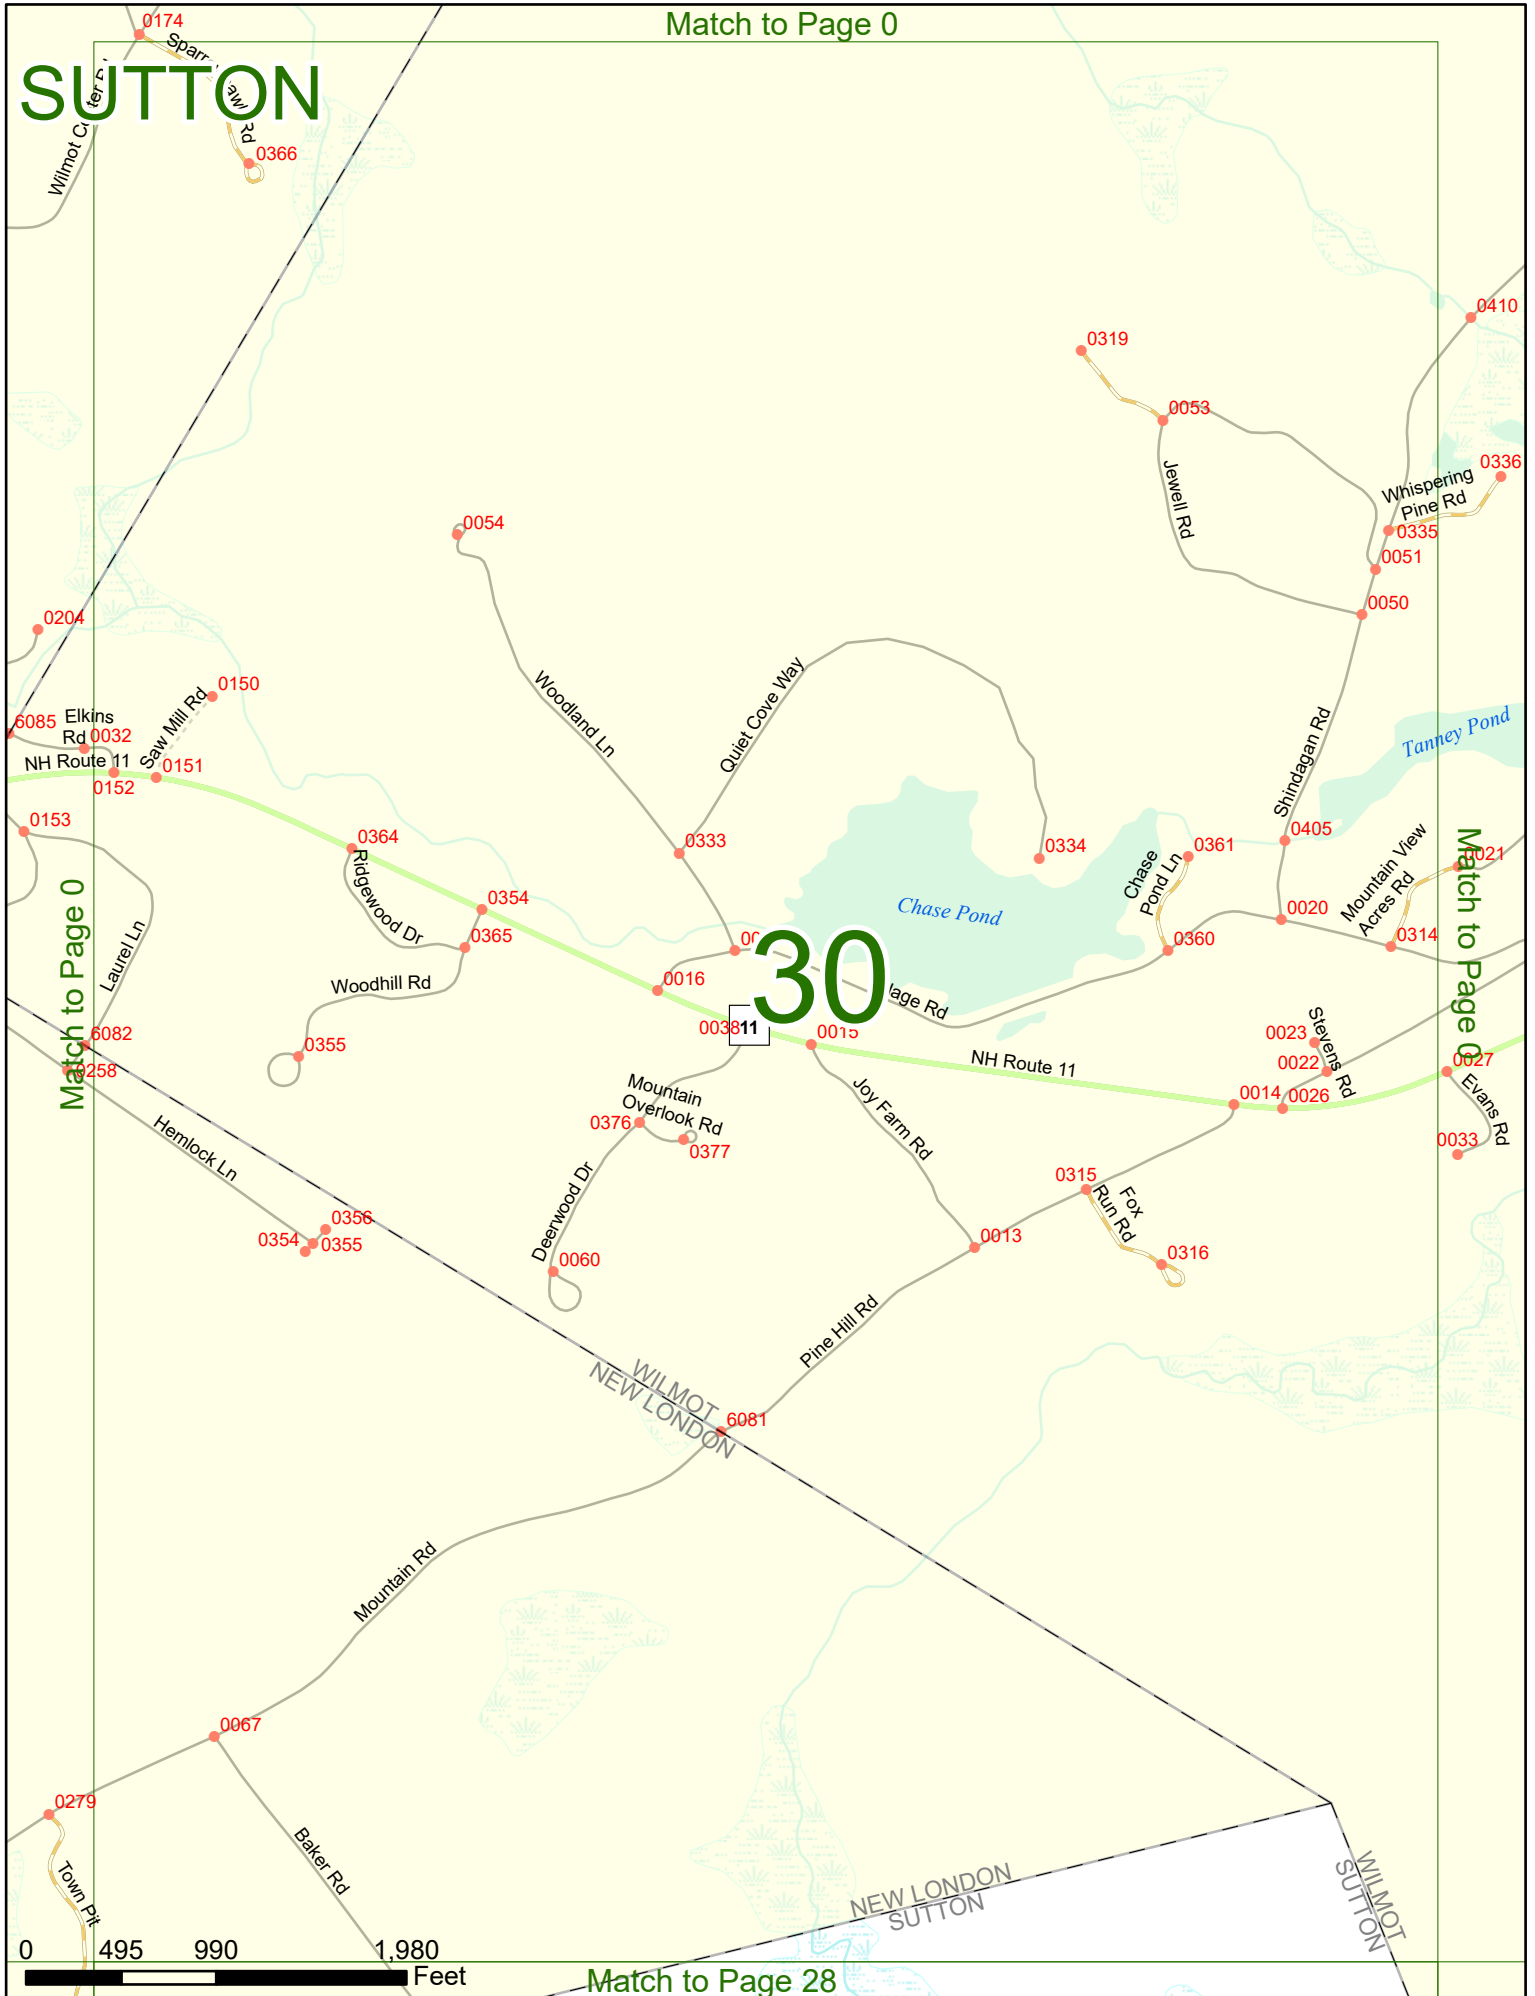 Match to Page 0
0174
SUTTON
0366
0410
0319
0053
Jewell Rd
0336
Whispering
Pine Rd
0335
0051
0050
0054
0204
0150
Saw Mill Rd
6085
Elkins
Rd
0032
NH Route 11
0152
0151
Woodland Ln
Quiet Cove Way
Shindagan Rd
Tanney Pond
0153
0364
0333
0334
0361
0405
Mountain View
Acres Rd
0021
Ridgewood Dr
0354
0365
Chase Pond
Chase
Pond Ln
0360
0020
0314
Match to Page 0
Match to Page 0
Laurel Ln
Woodhill Rd
0016
30
Rd
0038
11
0015
NH Route 11
6082
0258
0355
0023
0022
Stevens Rd
0014
0026
0027
Evans Rd
0033
Mountain
Overlook Rd
0376
0377
Joy Farm Rd
Hemlock Ln
Deerwood Dr
0315
Fox
Run Rd
0356
0354
0355
0013
0316
0060
Pine Hill Rd
WILMOT
NEW LONDON
6081
Mountain Rd
0067
0279
Baker Rd
Town Pit
NEW LONDON
SUTTON
WILMOT
SUTTON
0 495 990 1,980
Feet
Match to Page 28